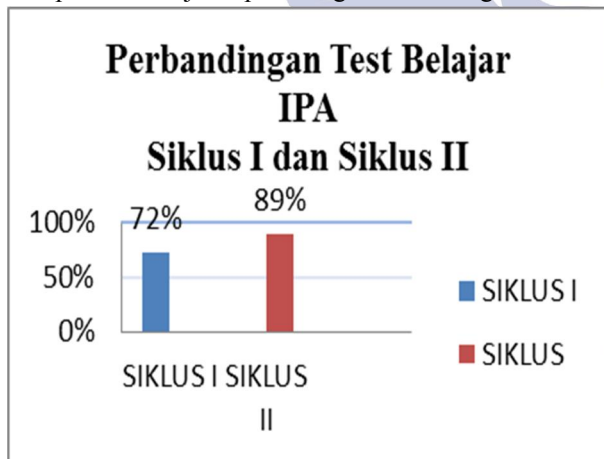 Perbandingan Test Belajar
IPA
Siklus I dan Siklus II
100%
50%
0%
72%
89%
SIKLUS I SIKLUS
II
SIKLUS I
SIKLUS